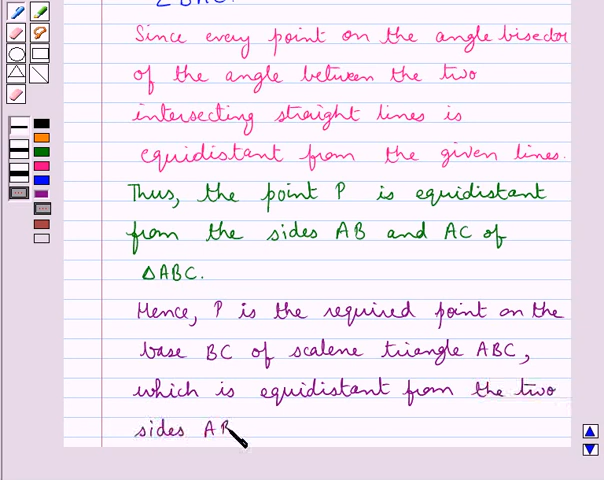 ∠BAC.
Since every point on the angle bisector
of the angle between the two
intersecting straight lines is
equidistant from the given lines.
Thus, the point P is equidistant
from the sides AB and AC of
△ABC.
Hence, P is the required point on the
base BC of scalene triangle ABC,
which is equidistant from the two
sides AB